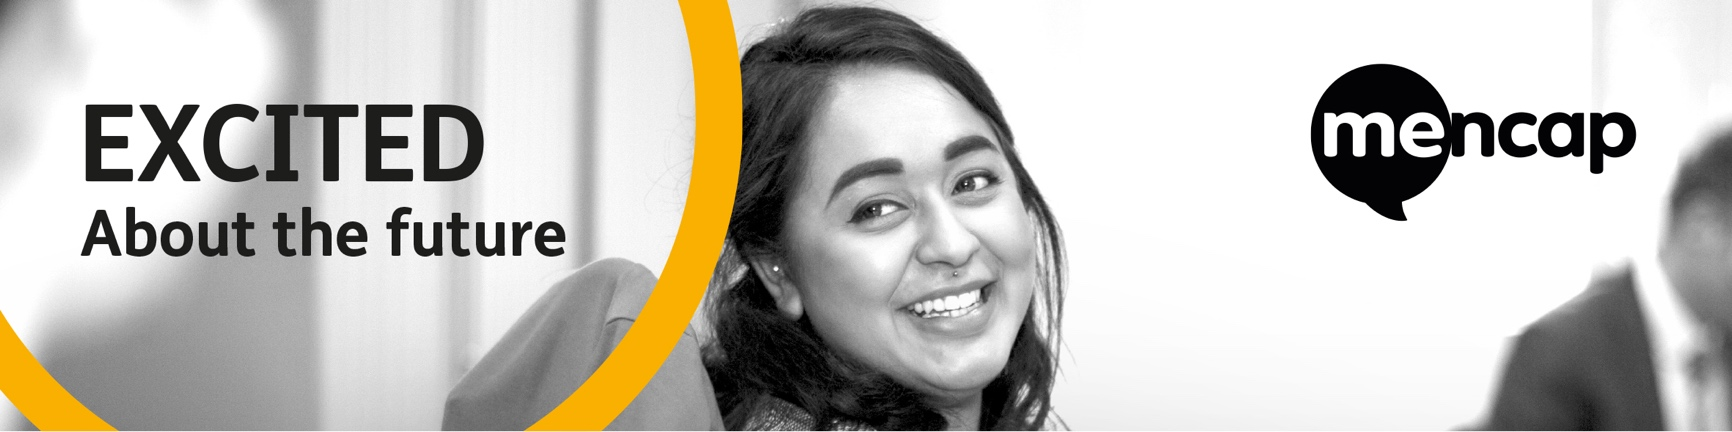 EXCITED
About the future
mencap